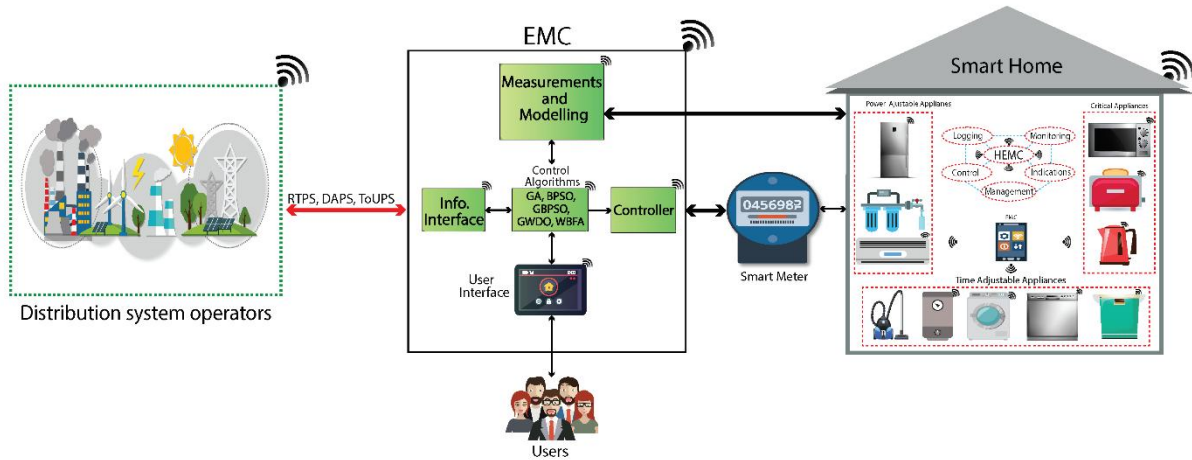 EMC
Measurements
and
Modelling
Control
Algorithms
GA, BPSO,
GBPSO,
GWDO, WBFA
Info.
Interface
Controller
User
Interface
RTPS, DAPS, ToUPS
Distribution system operators
Users
0456982
Smart Meter
Smart Home
Power Ajustable Applianes
Critical Appliances
Logging
Monitoring
HEMC
Control
Indications
Management
Time Adjustable Appliances